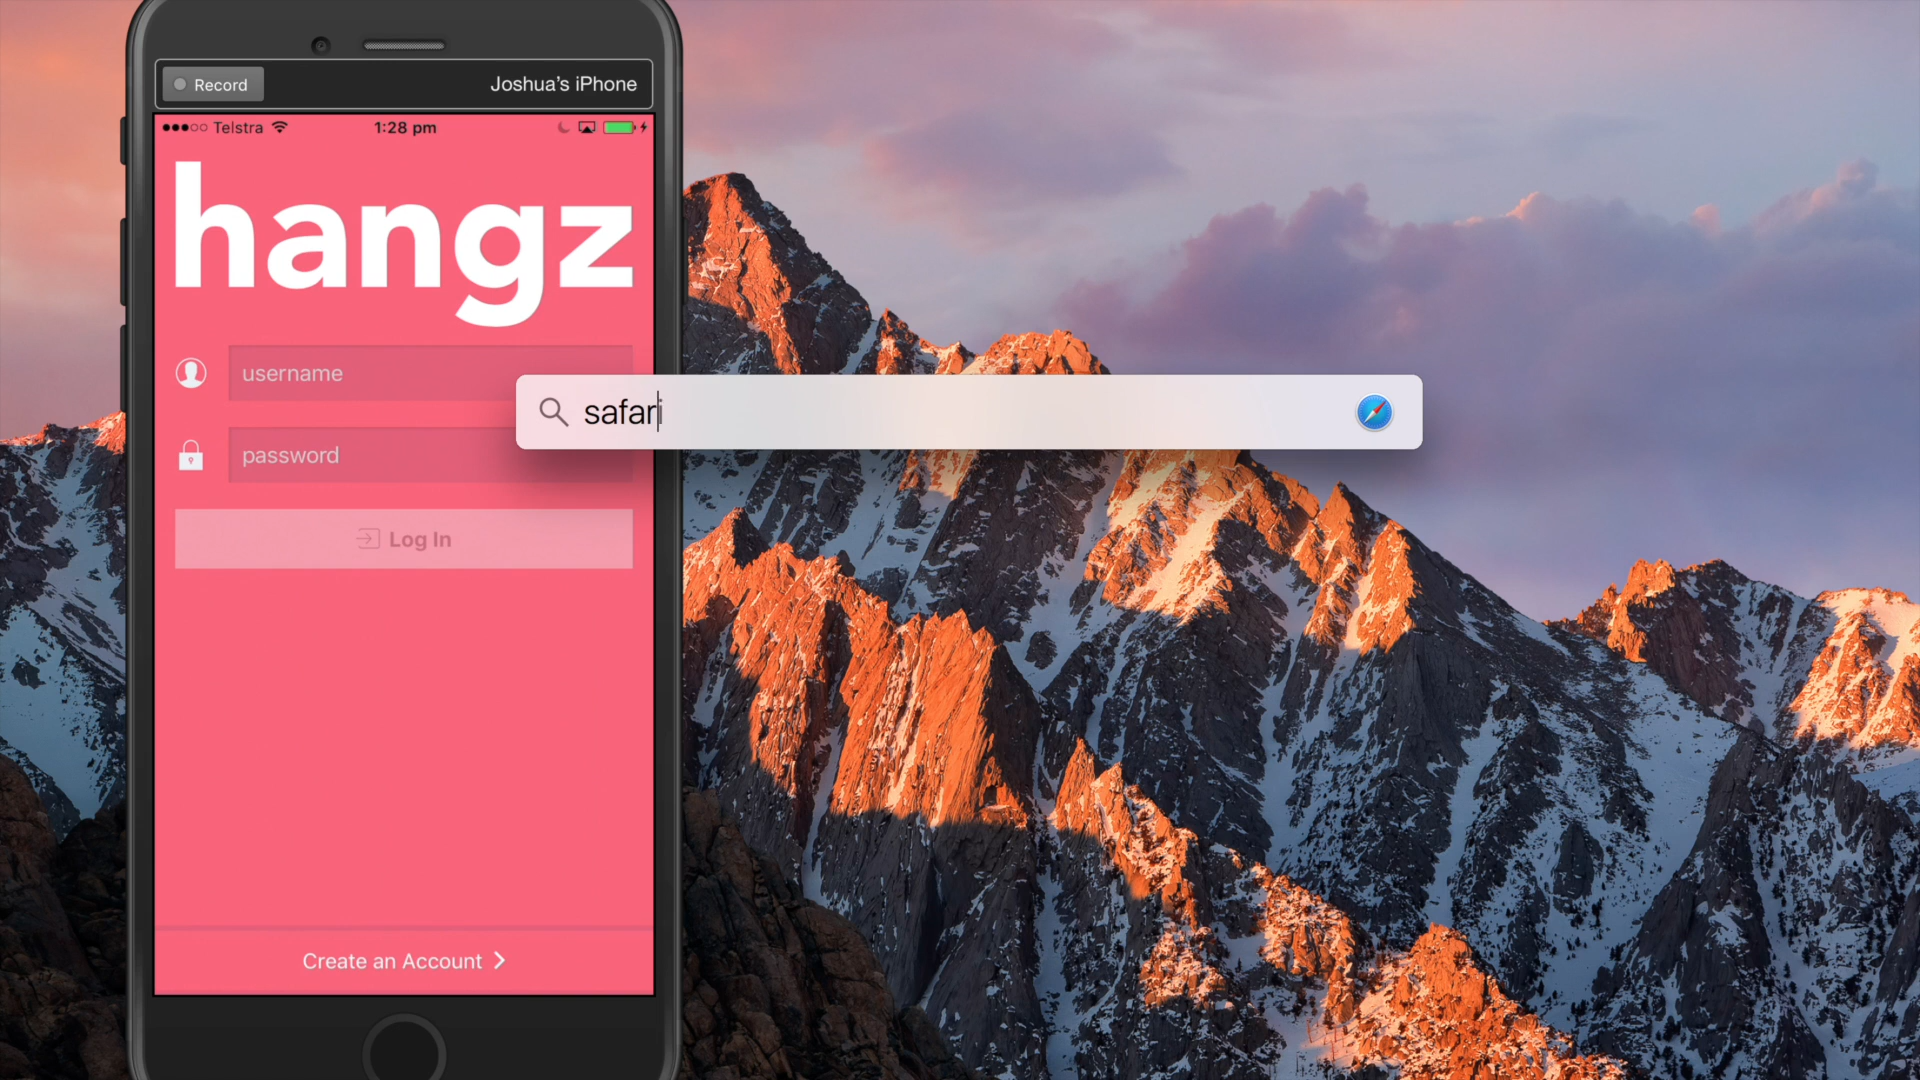 Record
Joshua’s iPhone
Telstra
1:28 pm
hangz
username
safari
password
Log In
Create an Account